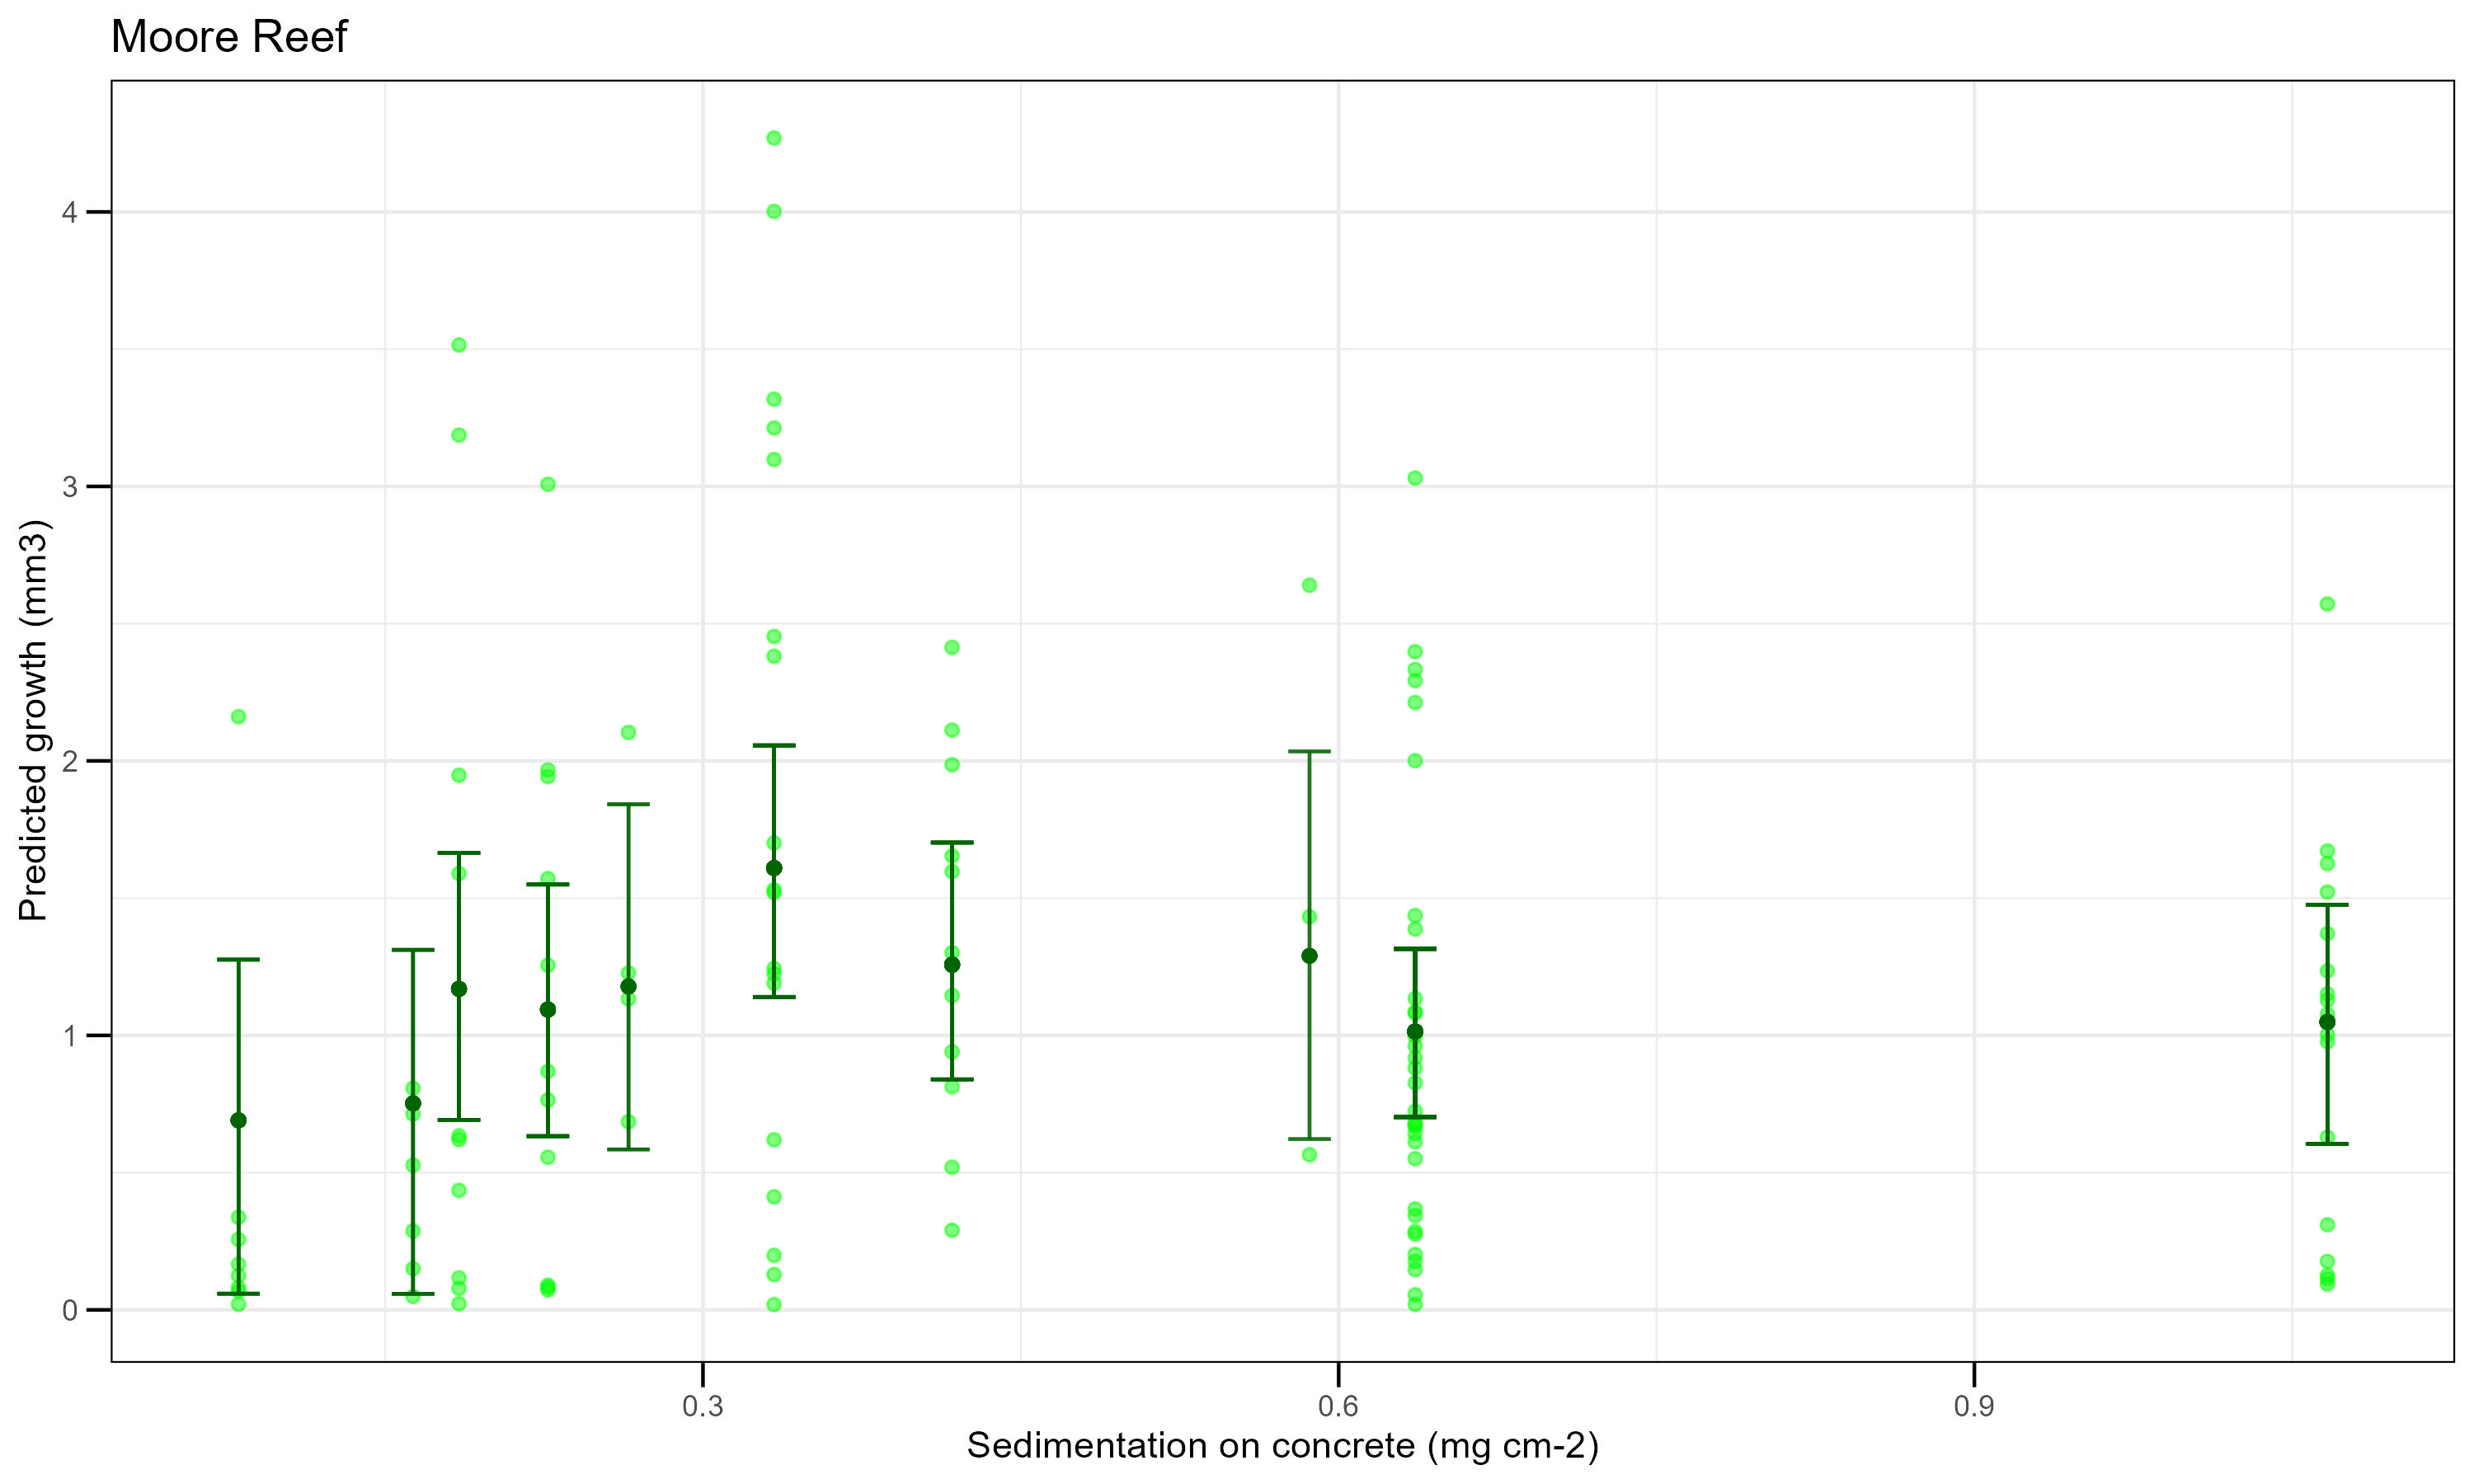 Moore Reef
Predicted growth (mm3)
4
3
2
1
0
0.3 0.6 0.9
Sedimentation on concrete (mg cm-2)